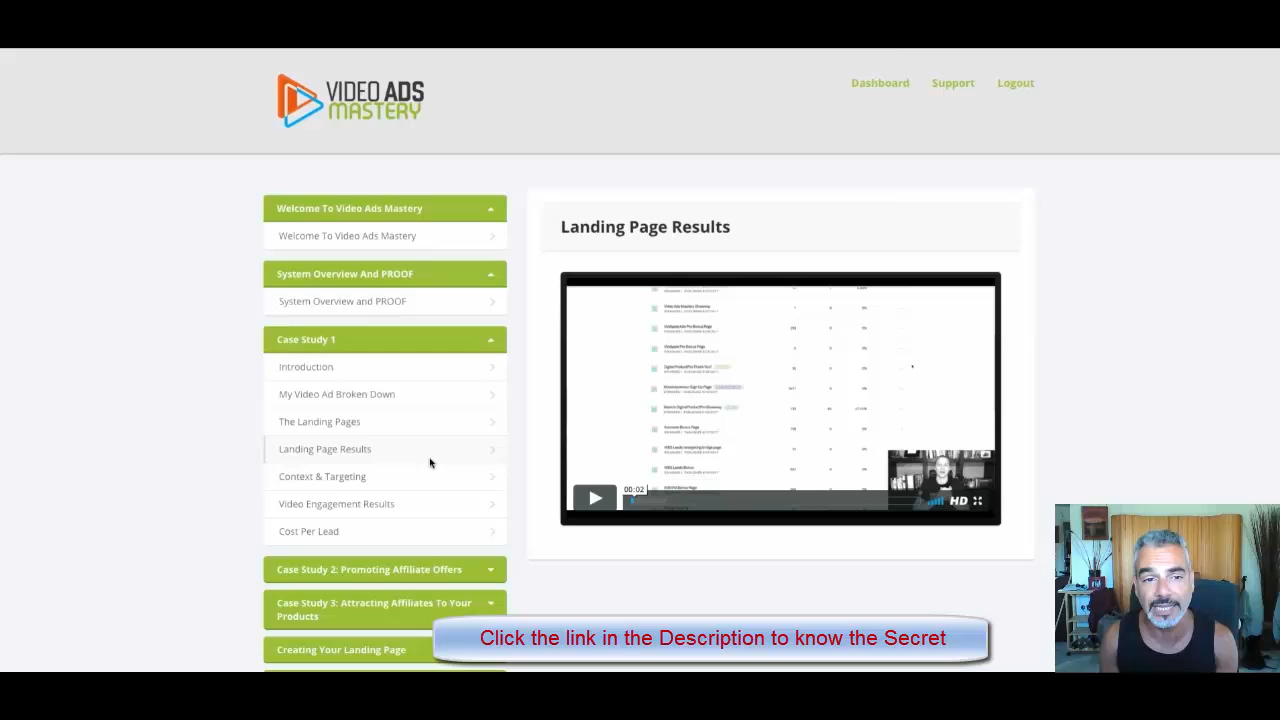 VIDEO ADS
MASTERY
Dashboard
Support
Logout
Welcome To Video Ads Mastery
Welcome To Video Ads Mastery
System Overview And PROOF
System Overview and PROOF
Case Study 1
Introduction
My Video Ad Broken Down
The Landing Pages
Landing Page Results
Context & Targeting
Video Engagement Results
Cost Per Lead
Case Study 2: Promoting Affiliate Offers
Case Study 3: Attracting Affiliates To Your
Products
Creating Your Landing Page
Landing Page Results
00:02
HD
Click the link in the Description to know the Secret